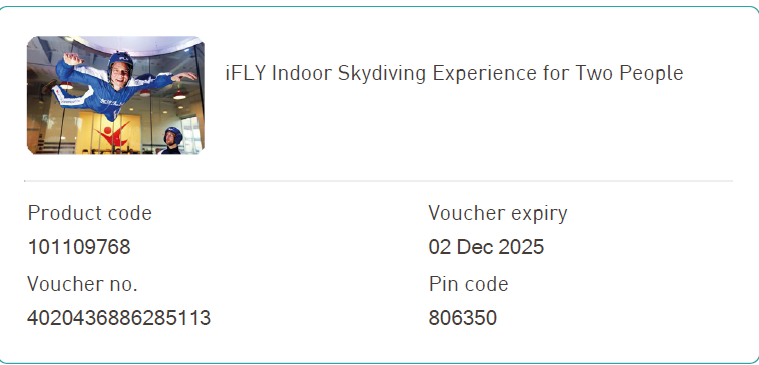 iFLY Indoor Skydiving Experience for Two People
Product code
101109768
Voucher expiry
02 Dec 2025
Voucher no.
4020436886285113
Pin code
806350